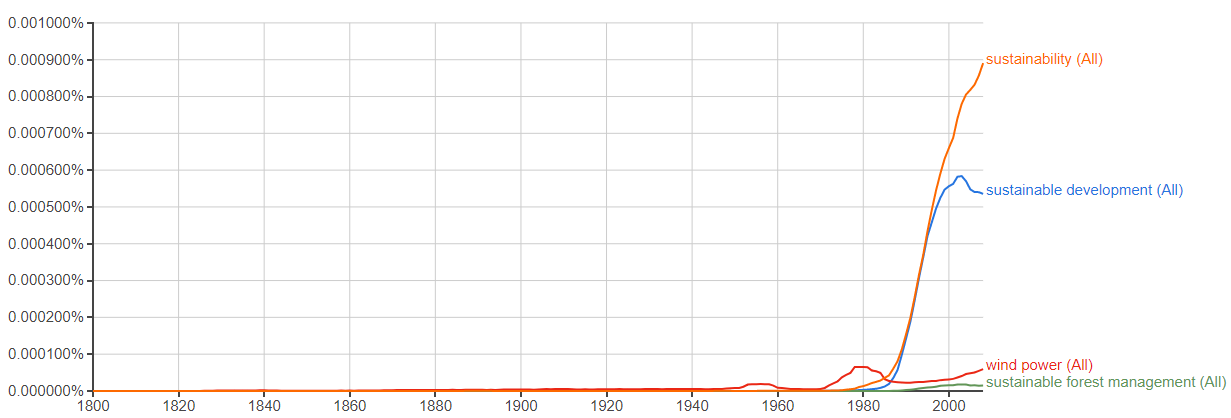 0.001000%
0.000900%
0.000800%
0.000700%
0.000600%
0.000500%
0.000400%
0.000300%
0.000200%
0.000100%
0.000000%
1800 1820 1840 1860 1880 1900 1920 1940 1960 1980 2000
sustainability (All)
sustainable development (All)
wind power (All)
sustainable forest management (All)